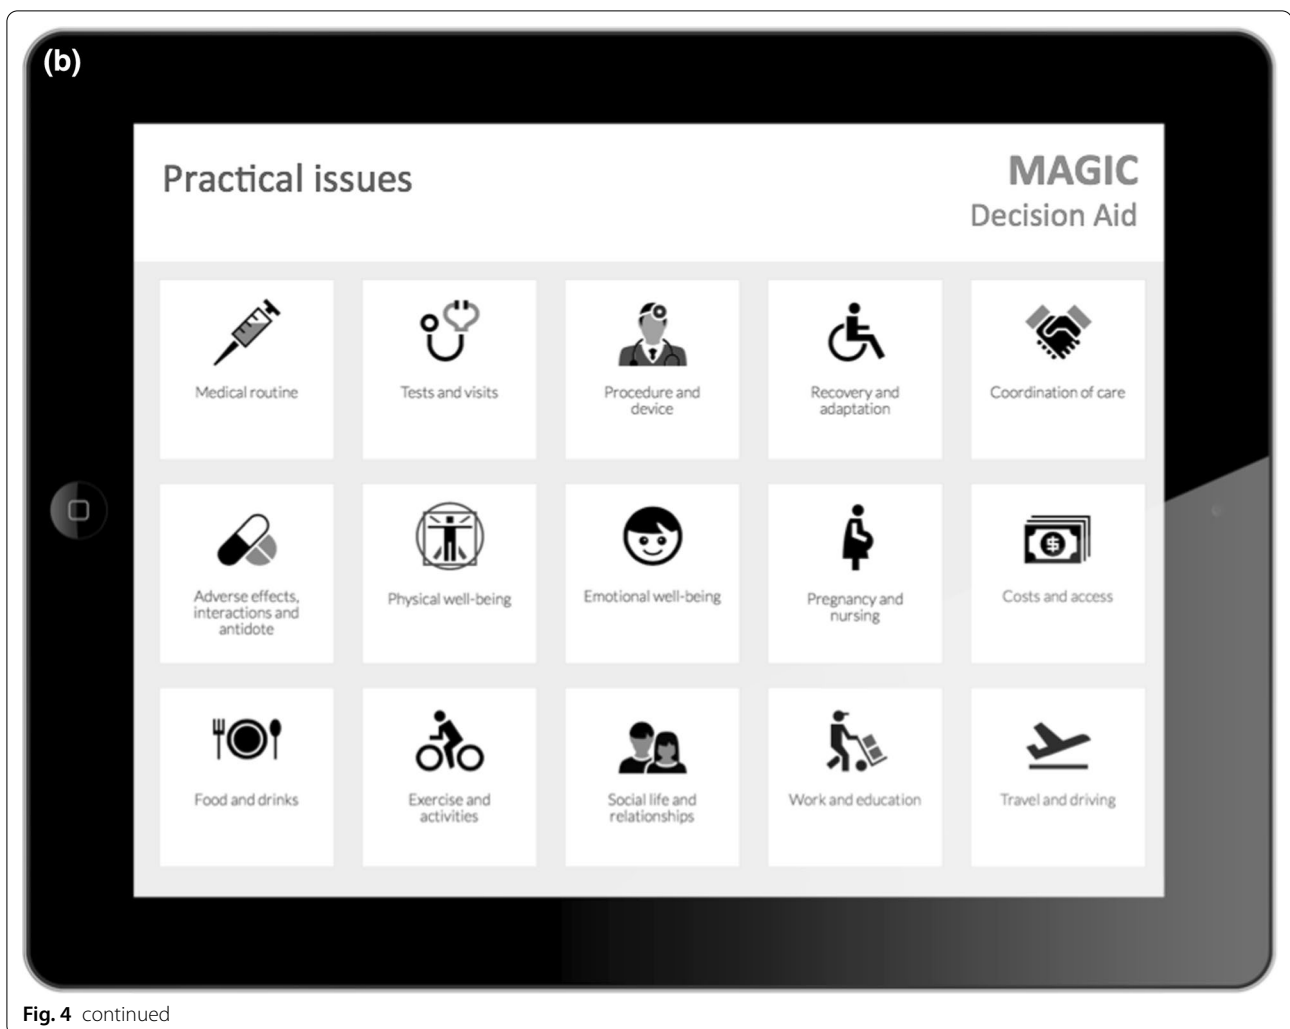 (b)
Practical issues
MAGIC
Decision Aid
Medical routine
Tests and visits
Procedure and
device
Recovery and
adaptation
Coordination of care
Adverse effects,
interactions and
antidote
Physical well-being
Emotional well-being
Pregnancy and
nursing
Costs and access
Food and drinks
Exercise and
activities
Social life and
relationships
Work and education
Travel and driving
Fig. 4 continued